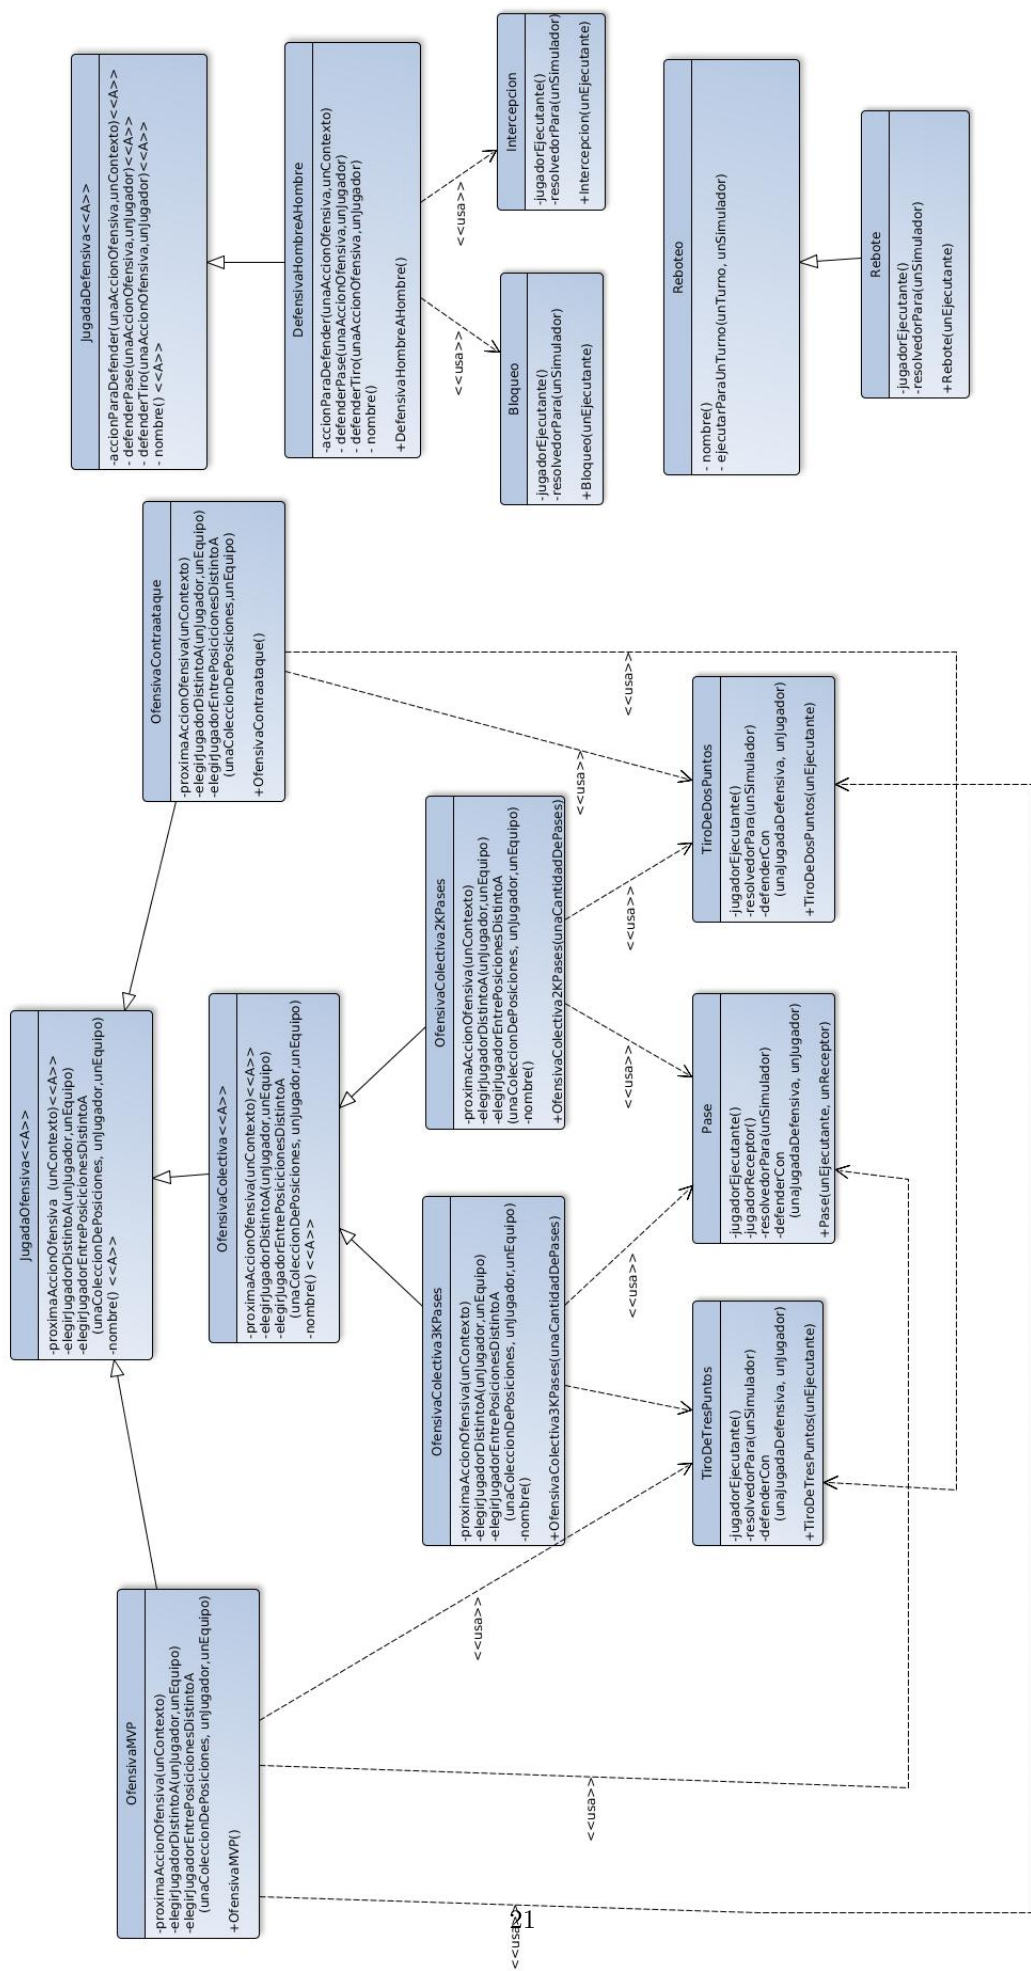 JugadaDefensiva<<A>>
-accionParaDefender(unaAccionOfensiva,unContexto)<<A>>
- defenderPase(unaAccionOfensiva,unJugador)<<A>>
- defenderTiro(unaAccionOfensiva,unJugador)<<A>>
- nombre() <<A>>
DefensivaHombreAHombre
-accionParaDefender(unaAccionOfensiva,unContexto)
- defenderPase(unaAccionOfensiva,unJugador)
- defenderTiro(unaAccionOfensiva,unJugador)
- nombre()
+DefensivaHombreAHombre()
<<usa>>
<<usa>>
Intercepcion
-jugadorEjecutante()
-resolvedorPara(unSimulador)
+Intercepcion(unEjecutante)
Bloqueo
-jugadorEjecutante()
-resolvedorPara(unSimulador)
+Bloqueo(unEjecutante)
Reboteo
- nombre()
- ejecutarParaUnTurno(unTurno, unSimulador)
Rebote
-jugadorEjecutante()
-resolvedorPara(unSimulador)
+Rebote(unEjecutante)
OfensivaContraataque
-proximaAccionOfensiva(unContexto)
-elegirJugadorDistintoA(unJugador,unEquipo)
-elegirJugadorEntrePosicicionesDistintoA
(unaColeccionDePosiciones,unEquipo)
+OfensivaContraataque()
JugadaOfensiva<<A>>
-proximaAccionOfensiva (unContexto)<<A>>
-elegirJugadorDistintoA(unJugador,unEquipo)
-elegirJugadorEntrePosicicionesDistintoA
(unaColeccionDePosiciones, unJugador,unEquipo)
-nombre() <<A>>
OfensivaColectiva<<A>>
-proximaAccionOfensiva(unContexto)<<A>>
-elegirJugadorDistintoA(unJugador,unEquipo)
-elegirJugadorEntrePosicicionesDistintoA
(unaColeccionDePosiciones, unJugador,unEquipo)
-nombre() <<A>>
OfensivaColectiva2KPases
-proximaAccionOfensiva(unContexto)
-elegirJugadorDistintoA(unJugador,unEquipo)
-elegirJugadorEntrePosicionesDistintoA
(unaColeccionDePosiciones, unJugador,unEquipo)
-nombre()
+OfensivaColectiva2KPases(unaCantidadDePases)
OfensivaColectiva3KPases
-proximaAccionOfensiva(unContexto)
-elegirJugadorDistintoA(unJugador,unEquipo)
-elegirJugadorEntrePosicionesDistintoA
(unaColeccionDePosiciones, unJugador,unEquipo)
-nombre()
+OfensivaColectiva3KPases(unaCantidadDePases)
OfensivaMVP
-proximaAccionOfensiva(unContexto)
-elegirJugadorDistintoA(unJugador,unEquipo)
-elegirJugadorEntrePosicicionesDistintoA
(unaColeccionDePosiciones, unJugador,unEquipo)
+OfensivaMVP()
<<usa>>
<<usa>>
<<usa>>
<<usa>>
<<usa>>
<<usa>>
<<usa>>
<<usa>>
TiroDeDosPuntos
-jugadorEjecutante()
-resolvedorPara(unSimulador)
-defenderCon
(unaJugadaDefensiva, unJugador)
+TiroDeDosPuntos(unEjecutante)
Pase
-jugadorEjecutante()
-jugadorReceptor()
-resolvedorPara(unSimulador)
-defenderCon
(unaJugadaDefensiva, unJugador)
+Pase(unEjecutante, unReceptor)
TiroDeTresPuntos
-jugadorEjecutante()
-resolvedorPara(unSimulador)
-defenderCon
(unaJugadaDefensiva, unJugador)
+TiroDeTresPuntos(unEjecutante)
21